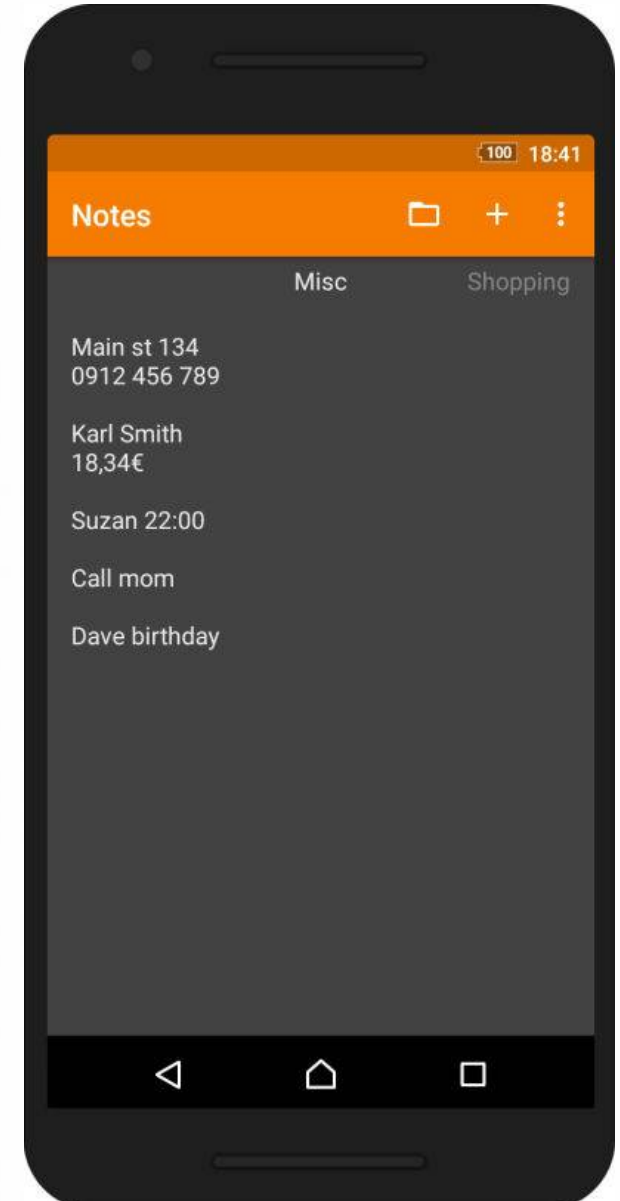 100 18:41
Notes
Misc Shopping
Main st 134
0912 456 789
Karl Smith
18,34€
Suzan 22:00
Call mom
Dave birthday